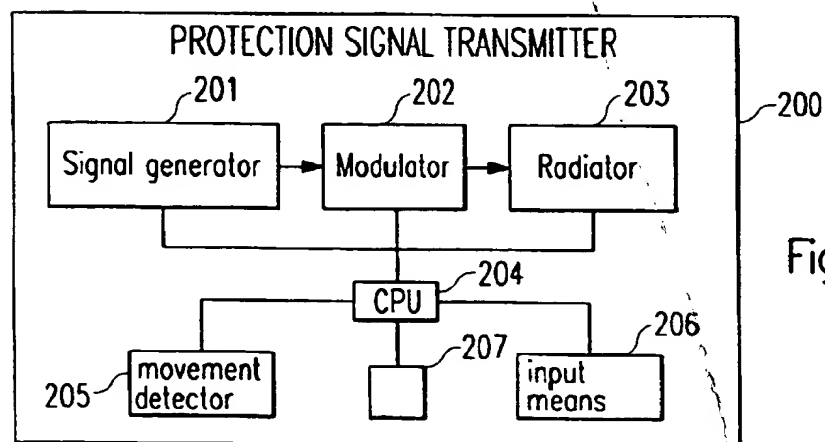 PROTECTION SIGNAL TRANSMITTER
201
202
203
200
Signal generator
Modulator
Radiator
Fig
204
CPU
207
206
205
movement
detector
input
means